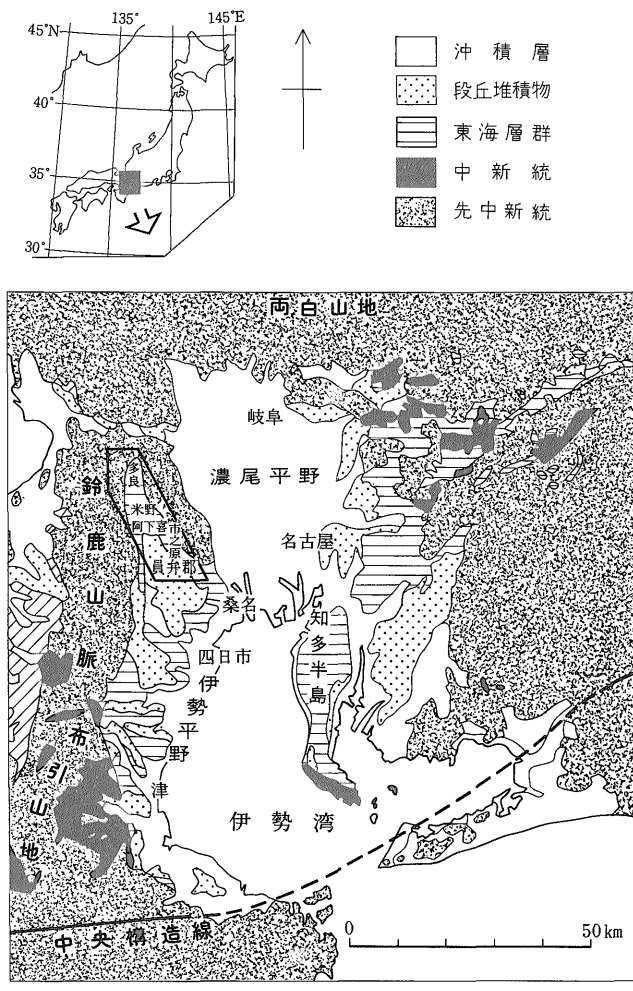 135°
145°E
45°N
40°
35°
30°
沖積層
段丘堆積物
東海層群
中新統
先中新統
両白山地
岐阜
濃尾平野
鈴鹿山脈
多良
米野
阿下喜
市之原
員弁郡
名古屋
桑名
知多半島
四日市
伊勢平野
布引山地
津
伊勢湾
中央構造線
0
50km